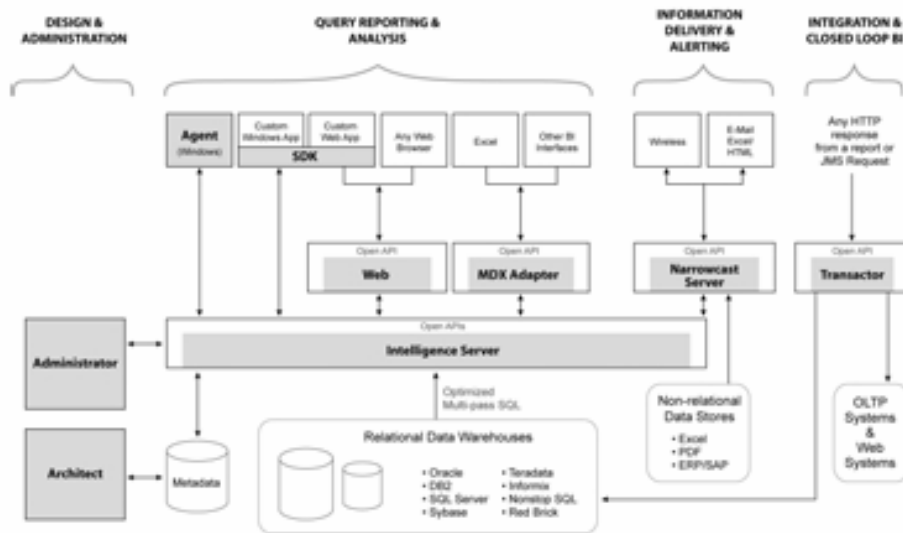 DESIGN &
ADMINISTRATION
QUERY REPORTING &
ANALYSIS
INFORMATION
DELIVERY &
ALERTING
INTEGRATION &
CLOSED LOOP BI
Agent
(Windows)
Custom
Windows App
Custom
Web App
SDK
Any Web
Browser
Excel
Other BI
Interfaces
Wireless
E-Mail
Excel/
HTML
Any HTTP
response
from a report or
JMS Request
Open API
Web
Open API
MDX Adapter
Open API
Narrowcast
Server
Open API
Transactor
Open APIs
Intelligence Server
Administrator
Architect
Metadata
Optimized
Multi-pass SQL
Relational Data Warehouses
• Oracle
• DB2
• SQL Server
• Sybase
• Teradata
• Informix
• Nonstop SQL
• Red Brick
Non-relational
Data Stores
• Excel
• PDF
• ERP/SAP
OLTP
Systems
&
Web
Systems